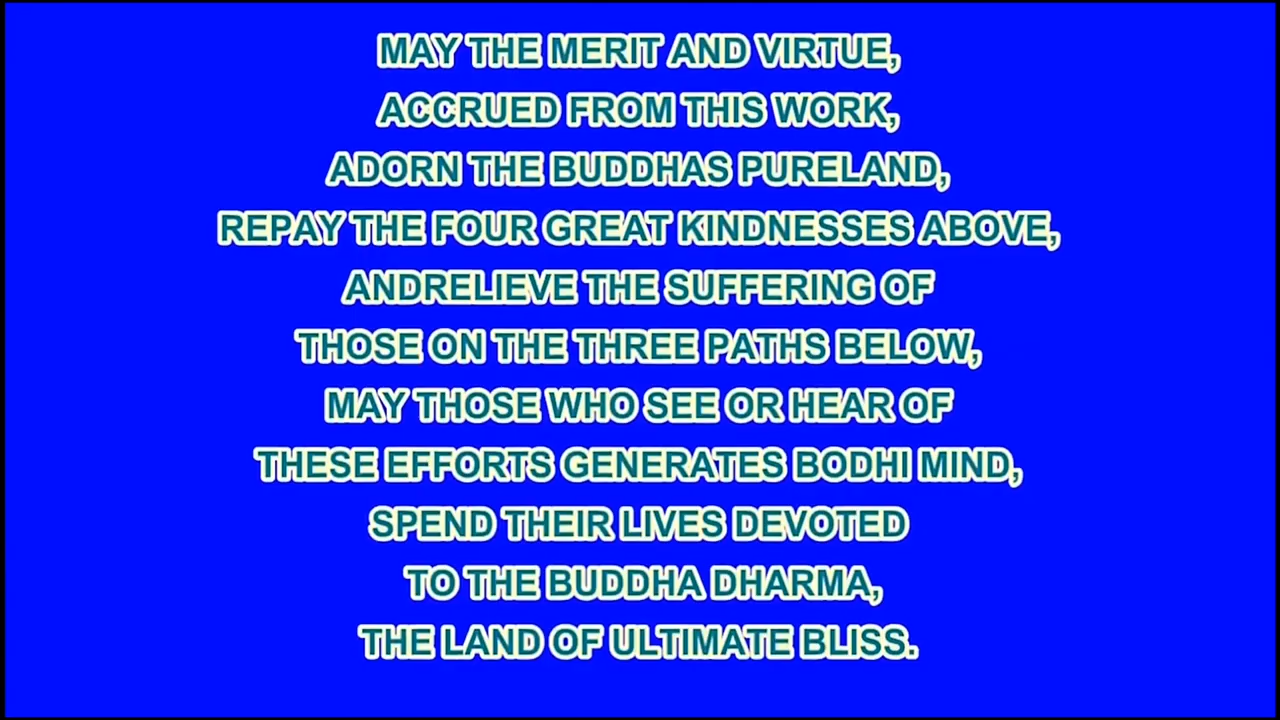 MAY THE MERIT AND VIRTUE,
ACCRUED FROM THIS WORK,
ADORN THE BUDDHAS PURELAND,
REPAY THE FOUR GREAT KINDNESSES ABOVE,
ANDRELIEVE THE SUFFERING OF
THOSE ON THE THREE PATHS BELOW,
MAY THOSE WHO SEE OR HEAR OF
THESE EFFORTS GENERATES BODHI MIND,
SPEND THEIR LIVES DEVOTED
TO THE BUDDHA DHARMA,
THE LAND OF ULTIMATE BLISS.